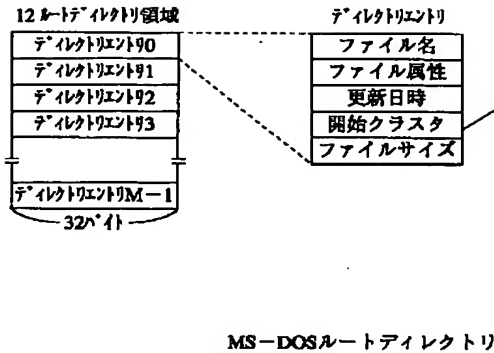 12 ルートディレクトリ領域
ディレクトリエントリ0
ディレクトリエントリ1
ディレクトリエントリ2
ディレクトリエントリ3
ディレクトリエントリM－1
32バイト
ディレクトリエントリ
ファイル名
ファイル属性
更新日時
開始クラスタ
ファイルサイズ
MS－DOSルートディレクトリ